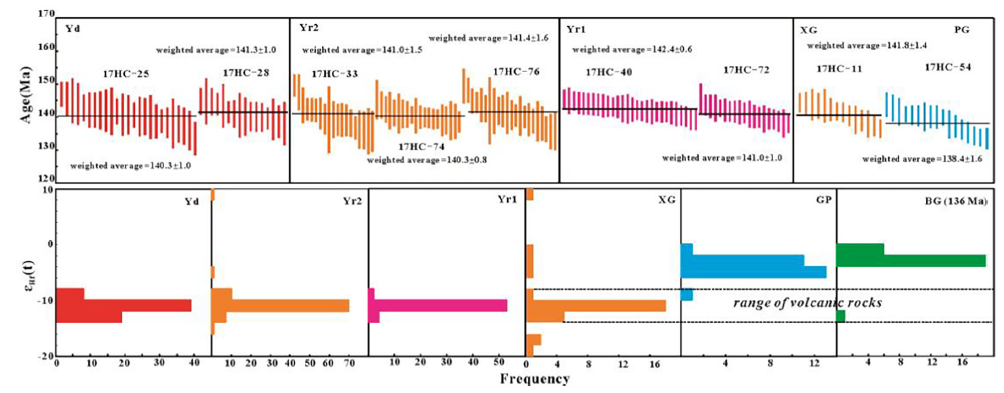 170
160
150
140
130
120
Age(Ma)
Yd
weighted average=141.3±1.0
17HC-25
17HC-28
weighted average=140.3±1.0
Yr2
weighted average=141.4±1.6
weighted average=141.0±1.5
17HC-33
17HC-76
17HC-74
weighted average=140.3±0.8
Yr1
weighted average=142.4±0.6
17HC-40
17HC-72
weighted average=141.0±1.0
XG
PG
weighted average=141.8±1.4
17HC-11
17HC-54
weighted average=138.4±1.6
10
0
-10
-20
εHf(t)
Yd
Yr2
Yr1
XG
GP
BG (136 Ma)
range of volcanic rocks
0 10 20 30 40 50
10 20 30 40 50 60 70
10 20 30 40 50
0 4 8 12 16
4 8 12
4 8 12 16
Frequency